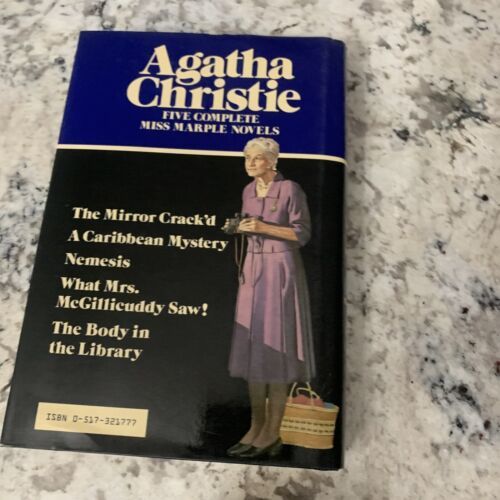 Agatha
Christie
FIVE COMPLETE
MISS MARPLE NOVELS
The Mirror Crack'd
A Caribbean Mystery
Nemesis
What Mrs.
McGillicuddy Saw!
The Body in
the Library
ISBN 0-517-321777